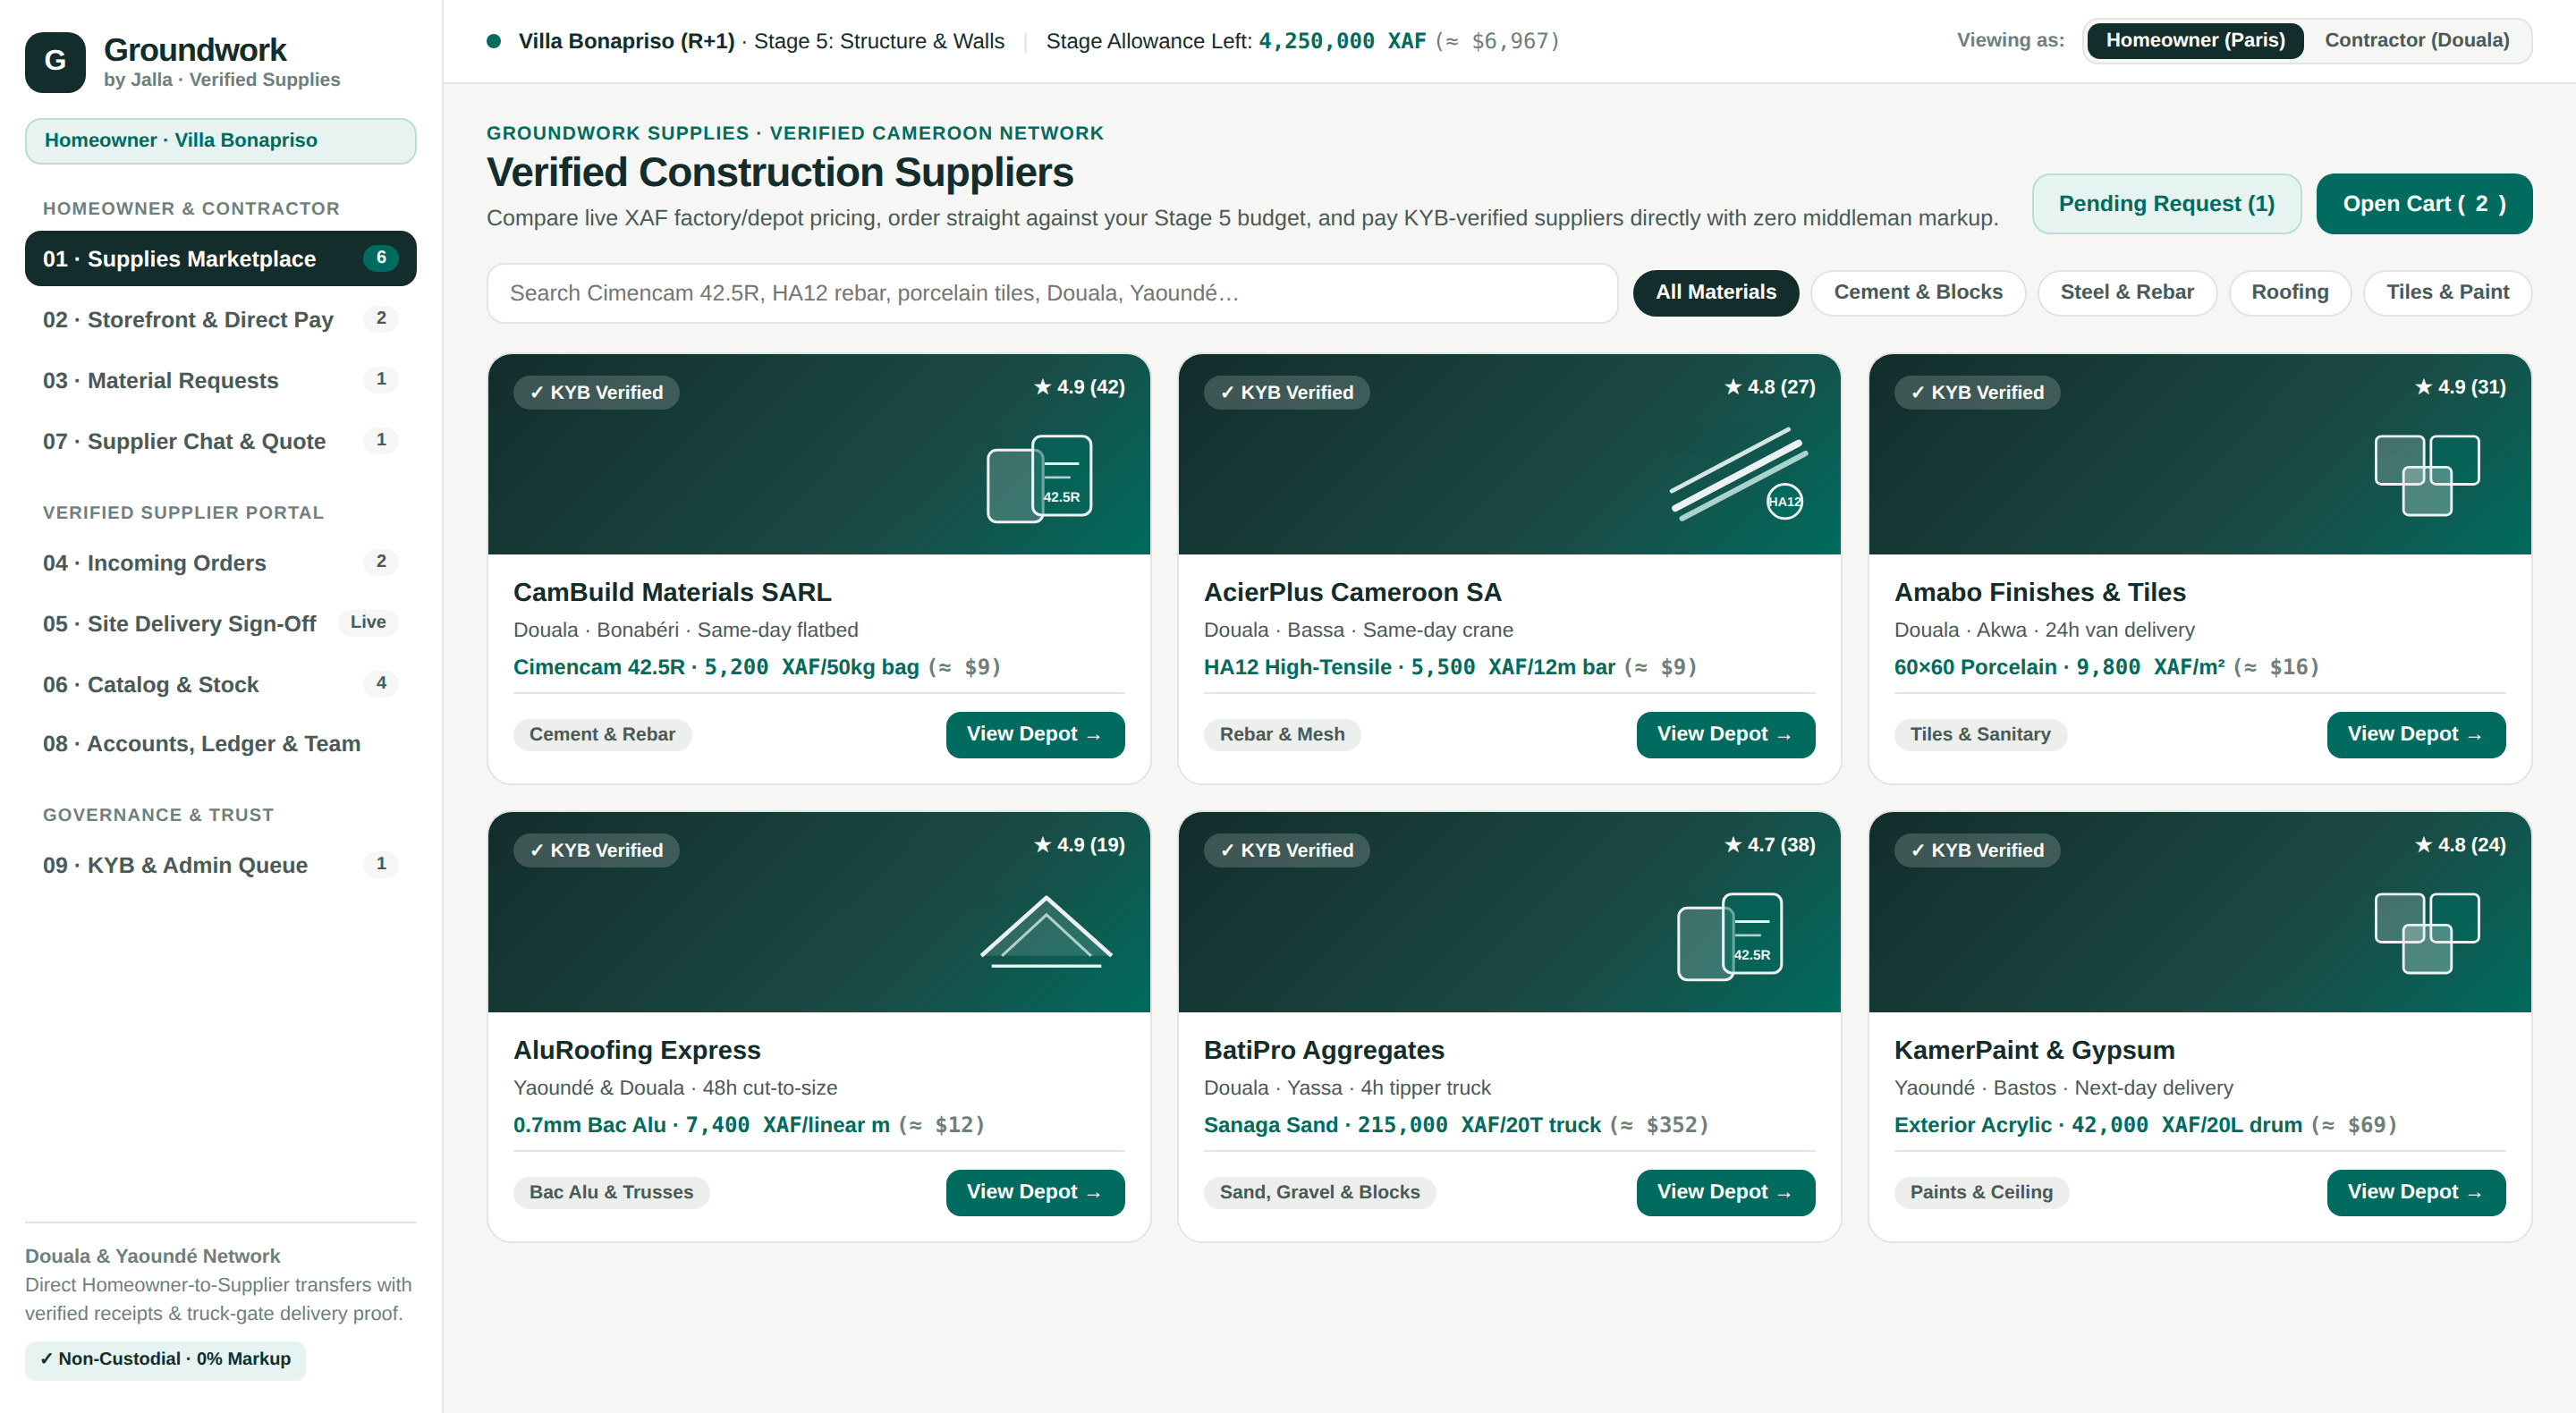 G
Groundwork
by Jalla · Verified Supplies
Homeowner · Villa Bonapriso
HOMEOWNER & CONTRACTOR
01 · Supplies Marketplace 6
02 · Storefront & Direct Pay 2
03 · Material Requests 1
07 · Supplier Chat & Quote 1
VERIFIED SUPPLIER PORTAL
04 · Incoming Orders 2
05 · Site Delivery Sign-Off Live
06 · Catalog & Stock 4
08 · Accounts, Ledger & Team
GOVERNANCE & TRUST
09 · KYB & Admin Queue 1
Douala & Yaoundé Network
Direct Homeowner-to-Supplier transfers with
verified receipts & truck-gate delivery proof.
✓ Non-Custodial · 0% Markup
Villa Bonapriso (R+1) · Stage 5: Structure & Walls | Stage Allowance Left: 4,250,000 XAF (≈ $6,967)
Viewing as: Homeowner (Paris) Contractor (Douala)
GROUNDWORK SUPPLIES · VERIFIED CAMEROON NETWORK
Verified Construction Suppliers
Compare live XAF factory/depot pricing, order straight against your Stage 5 budget, and pay KYB-verified suppliers directly with zero middleman markup.
Pending Request (1) Open Cart ( 2 )
Search Cimencam 42.5R, HA12 rebar, porcelain tiles, Douala, Yaoundé…
All Materials Cement & Blocks Steel & Rebar Roofing Tiles & Paint
✓ KYB Verified ★ 4.9 (42)
42.5R
CamBuild Materials SARL
Douala · Bonabéri · Same-day flatbed
Cimencam 42.5R · 5,200 XAF/50kg bag (≈ $9)
Cement & Rebar View Depot →
✓ KYB Verified ★ 4.8 (27)
HA12
AcierPlus Cameroon SA
Douala · Bassa · Same-day crane
HA12 High-Tensile · 5,500 XAF/12m bar (≈ $9)
Rebar & Mesh View Depot →
✓ KYB Verified ★ 4.9 (31)
Amabo Finishes & Tiles
Douala · Akwa · 24h van delivery
60×60 Porcelain · 9,800 XAF/m² (≈ $16)
Tiles & Sanitary View Depot →
✓ KYB Verified ★ 4.9 (19)
AluRoofing Express
Yaoundé & Douala · 48h cut-to-size
0.7mm Bac Alu · 7,400 XAF/linear m (≈ $12)
Bac Alu & Trusses View Depot →
✓ KYB Verified ★ 4.7 (38)
42.5R
BatiPro Aggregates
Douala · Yassa · 4h tipper truck
Sanaga Sand · 215,000 XAF/20T truck (≈ $352)
Sand, Gravel & Blocks View Depot →
✓ KYB Verified ★ 4.8 (24)
KamerPaint & Gypsum
Yaoundé · Bastos · Next-day delivery
Exterior Acrylic · 42,000 XAF/20L drum (≈ $69)
Paints & Ceiling View Depot →